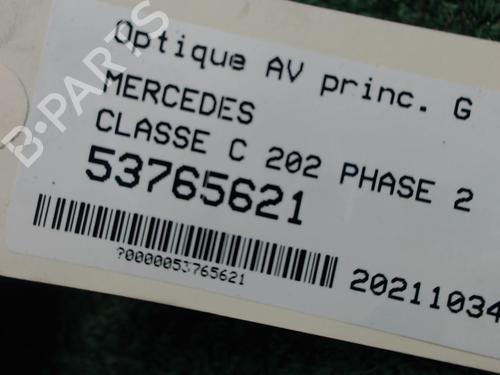 Optique AV princ. G
MERCEDES
CLASSE C 202 PHASE 2
53765621
?0000053765621
20211034
B-PARTS